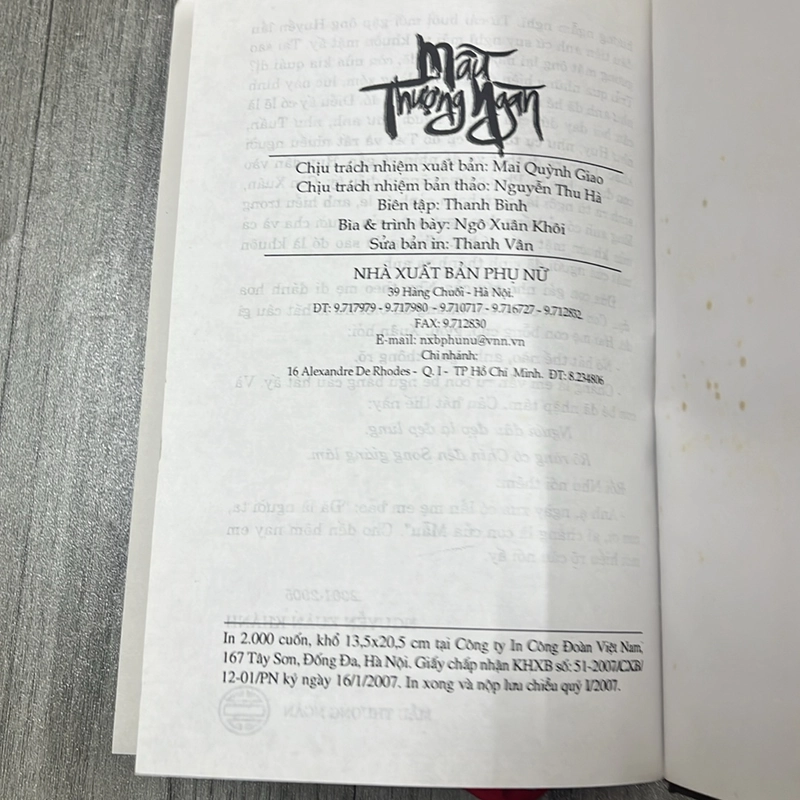 Mẫu
Thượng Ngàn
Chịu trách nhiệm xuất bản: Mai Quỳnh Giao
Chịu trách nhiệm bản thảo: Nguyễn Thu Hà
Biên tập: Thanh Bình
Bìa & trình bày: Ngô Xuân Khôi
Sửa bản in: Thanh Vân
NHÀ XUẤT BẢN PHỤ NỮ
39 Hàng Chuối - Hà Nội.
ĐT: 9.717979 - 9.717980 - 9.710717 - 9.716727 - 9.712832
FAX: 9.712830
E-mail: nxbphunu@vnn.vn
Chi nhánh:
16 Alexandre De Rhodes - Q. I - TP Hồ Chí Minh. ĐT: 8.234806
In 2.000 cuốn, khổ 13,5x20,5 cm tại Công ty In Công Đoàn Việt Nam,
167 Tây Sơn, Đống Đa, Hà Nội. Giấy chấp nhận KHXB số: 51-2007/CXB/
12-01/PN ký ngày 16/1/2007. In xong và nộp lưu chiểu quý I/2007.